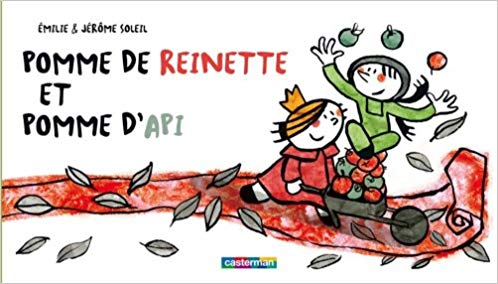 ÉMILIE & JÉRÔME SOLEIL
POMME DE REINETTE
ET
POMME D'API
casterman